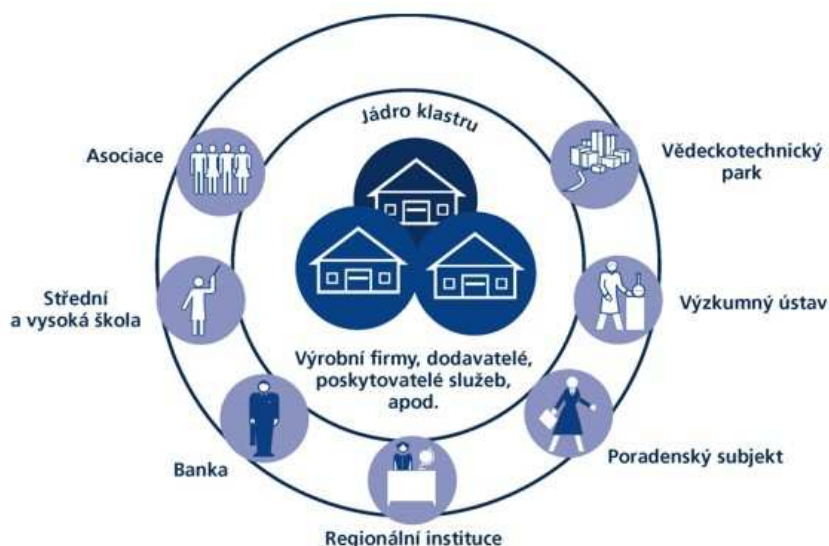 Jádro klastru
Asociace
Vědeckotechnický
park
Střední
a vysoká škola
Výzkumný ústav
Výrobní firmy, dodavatelé,
poskytovatelé služeb,
apod.
Banka
Poradenský subjekt
Regionální instituce